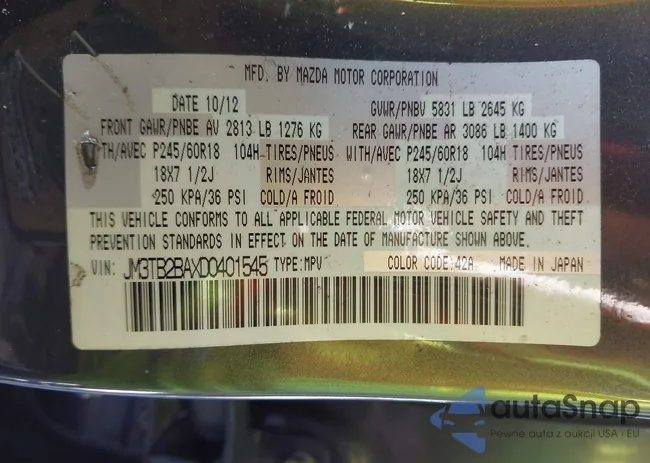 MFD. BY MAZDA MOTOR CORPORATION
DATE 10/12 GVWR/PNBV 5831 LB 2645 KG
FRONT GAWR/PNBE AV 2813 LB 1276 KG REAR GAWR/PNBE AR 3086 LB 1400 KG
TH/AVEC P245/60R18 104H TIRES/PNEUS WITH/AVEC P245/60R18 104H TIRES/PNEUS
18X7 1/2J RIMS/JANTES 18X7 1/2J RIMS/JANTES
250 KPA/36 PSI COLD/A FROID 250 KPA/36 PSI COLD/A FROID
THIS VEHICLE CONFORMS TO ALL APPLICABLE FEDERAL MOTOR VEHICLE SAFETY AND THEFT
PREVENTION STANDARDS IN EFFECT ON THE DATE OF MANUFACTURE SHOWN ABOVE.
VIN: JM3TB2BAXD0401545 TYPE:MPV COLOR CODE:42A MADE IN JAPAN
autoSnap
Pewne auta z aukcji USA i EU